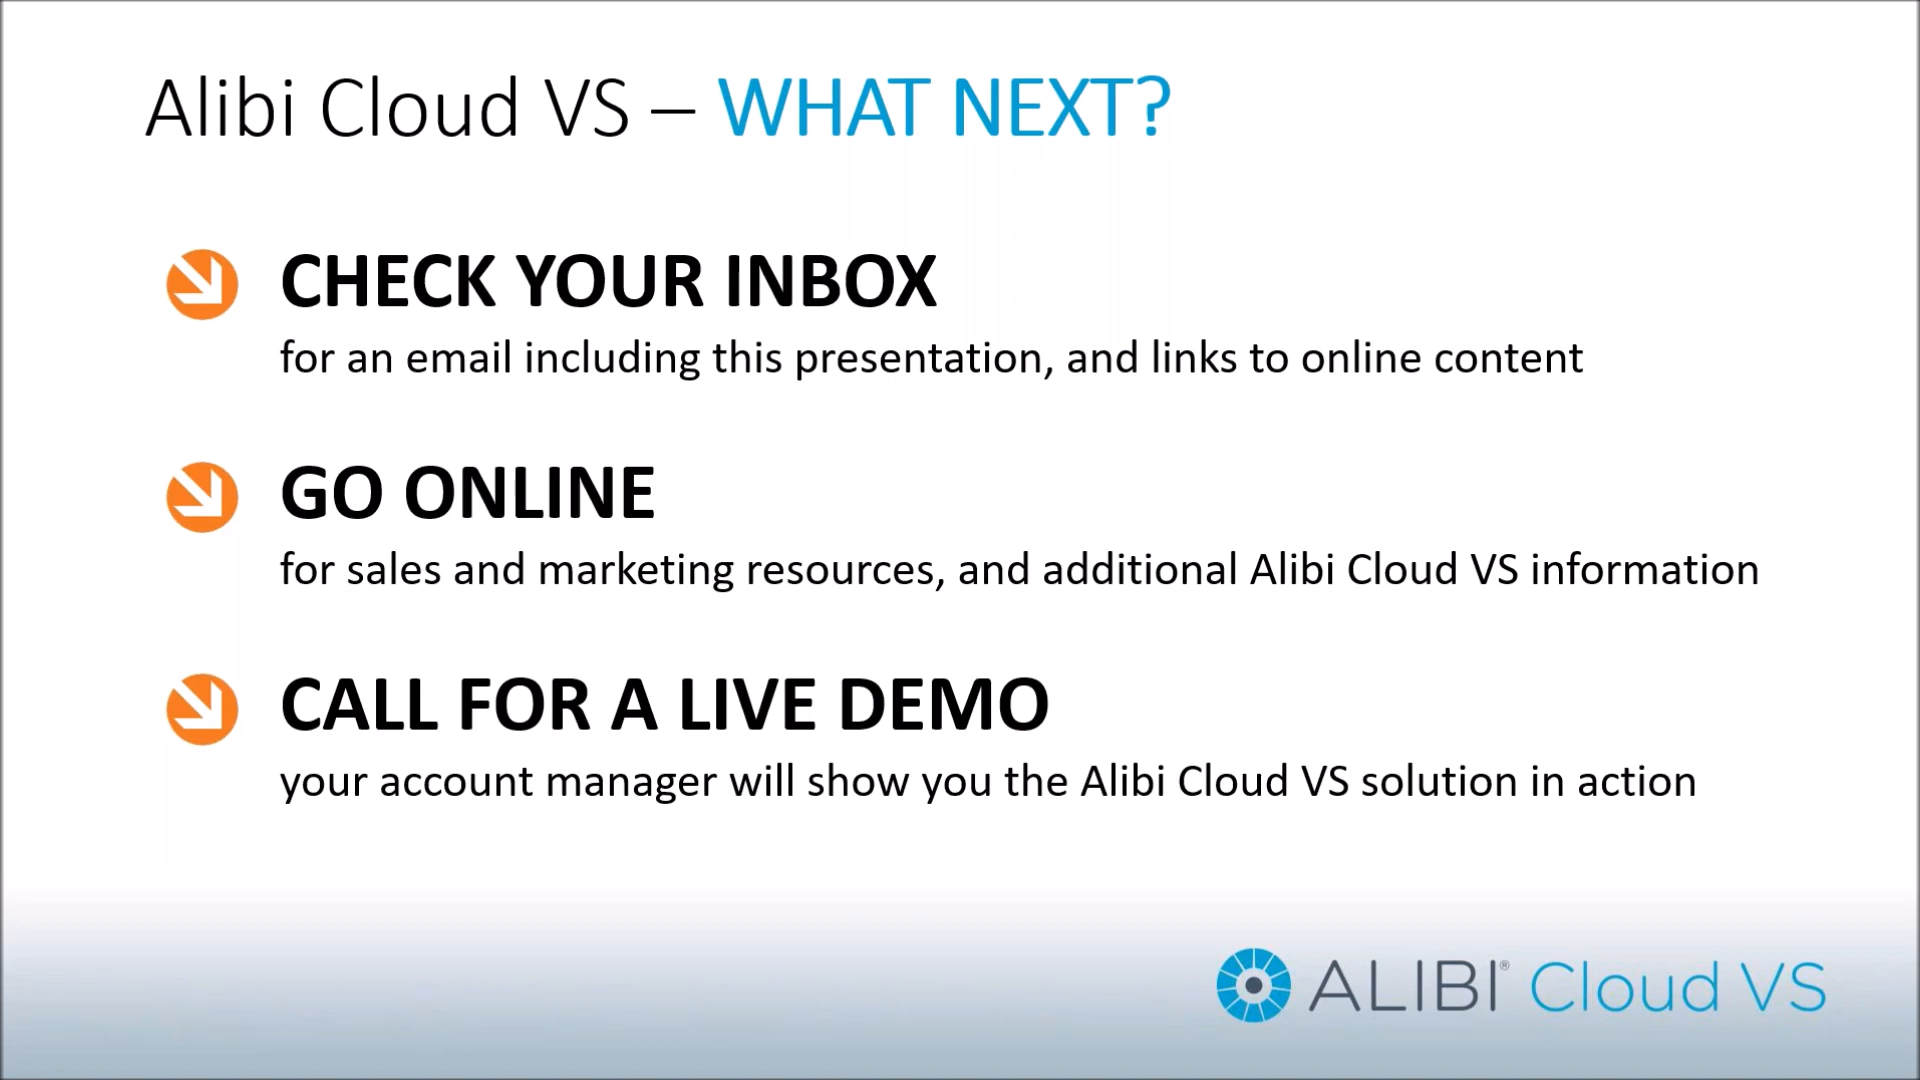 Alibi Cloud VS – WHAT NEXT?
CHECK YOUR INBOX
for an email including this presentation, and links to online content
GO ONLINE
for sales and marketing resources, and additional Alibi Cloud VS information
CALL FOR A LIVE DEMO
your account manager will show you the Alibi Cloud VS solution in action
ALIBI® Cloud VS